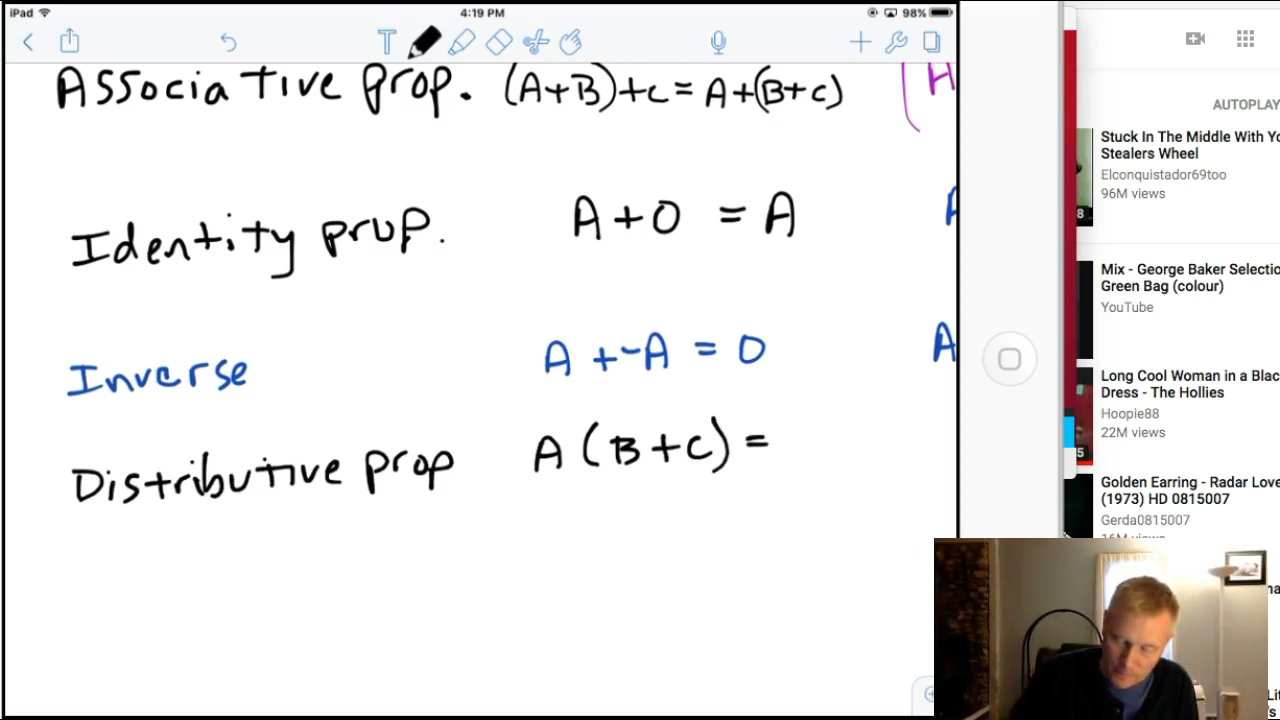 iPad 4:19 PM 98%
T
Associative prop. (A+B)+C = A+(B+C)
Identity prop. A+0 = A
Inverse A +-A = 0 A
Distributive prop A(B+C) =
AUTOPLAY
Stuck In The Middle With Yo
Stealers Wheel
Elconquistador69too
96M views
Mix - George Baker Selectio
Green Bag (colour)
YouTube
Long Cool Woman in a Blac
Dress - The Hollies
Hoopie88
22M views
Golden Earring - Radar Love
(1973) HD 0815007
Gerda0815007